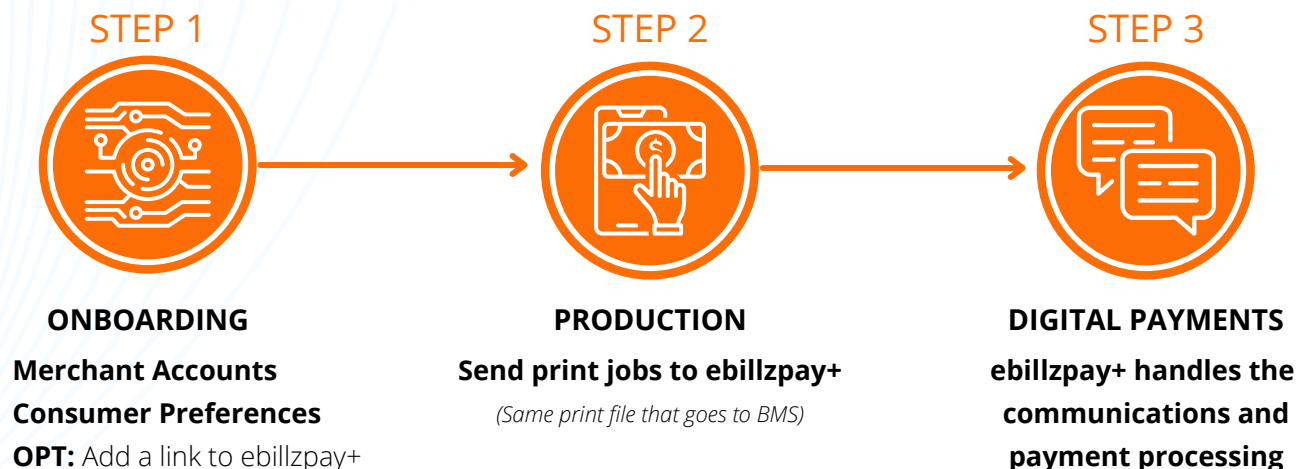 STEP 1
STEP 2
STEP 3
$
ONBOARDING
Merchant Accounts
Consumer Preferences
OPT: Add a link to ebillzpay+
PRODUCTION
Send print jobs to ebillzpay+
(Same print file that goes to BMS)
DIGITAL PAYMENTS
ebillzpay+ handles the
communications and
payment processing